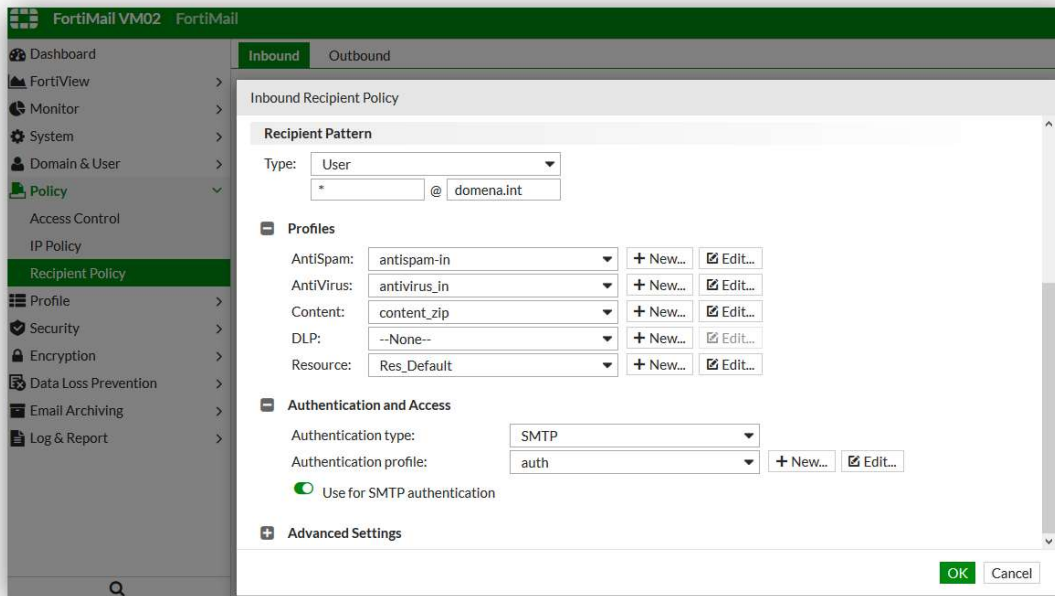 FortiMail VM02 FortiMail
Dashboard
FortiView
Monitor
System
Domain & User
Policy
Access Control
IP Policy
Recipient Policy
Profile
Security
Encryption
Data Loss Prevention
Email Archiving
Log & Report
Inbound Outbound
Inbound Recipient Policy
Recipient Pattern
Type: User
* @ domena.int
Profiles
AntiSpam: antispam-in New... Edit...
AntiVirus: antivirus_in New... Edit...
Content: content_zip New... Edit...
DLP: --None-- New... Edit...
Resource: Res_Default New... Edit...
Authentication and Access
Authentication type: SMTP
Authentication profile: auth New... Edit...
Use for SMTP authentication
Advanced Settings
OK Cancel